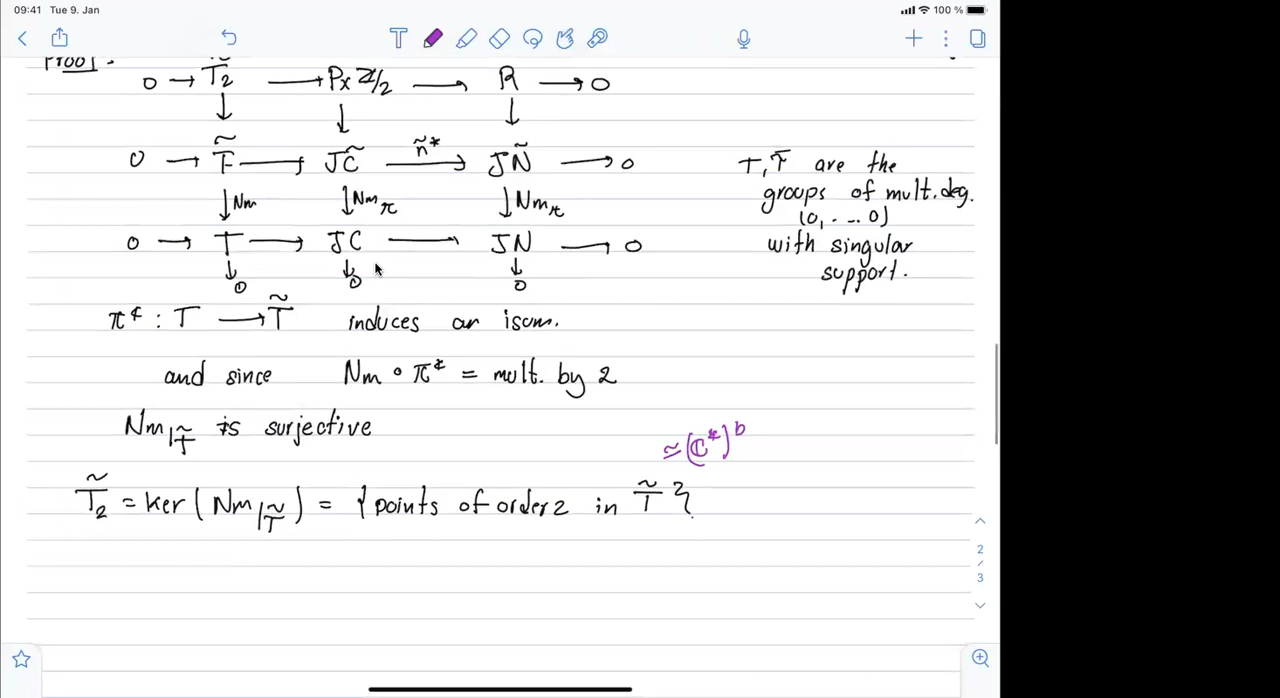 09:41 Tue 9. Jan 100 %
Proof.
0 → T̃₂ → P × ℤ/2 → R → 0
↓ ↓ ↓
0 → T̃ → JC̃ —ñ*→ JÑ → 0
↓Nm ↓Nm_π ↓Nm_π
0 → T → JC → JN → 0
↓ ↓ ↓
0 0 0
T, T̃ are the
groups of mult. deg.
(0, ... 0)
with singular
support.
π* : T → T̃ induces an isom.
and since Nm ∘ π* = mult. by 2
Nm|T̃ is surjective
≃ (ℂ*)^b
T̃₂ = ker( Nm|T̃ ) = { points of order 2 in T̃ }.
2
/
3